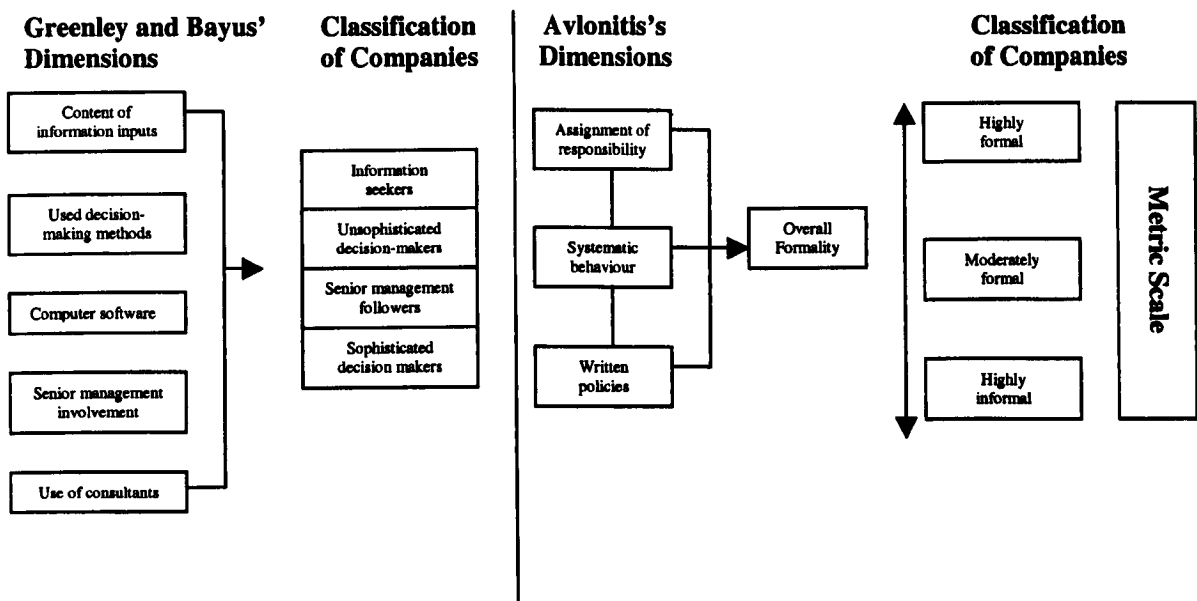 Greenley and Bayus'
Dimensions
Content of
information inputs
Used decision-
making methods
Computer software
Senior management
involvement
Use of consultants
Classification
of Companies
Information
seekers
Unsophisticated
decision-makers
Senior management
followers
Sophisticated
decision makers
Avlonitis's
Dimensions
Assignment of
responsibility
Systematic
behaviour
Written
policies
Overall
Formality
Classification
of Companies
Highly
formal
Moderately
formal
Highly
informal
Metric Scale